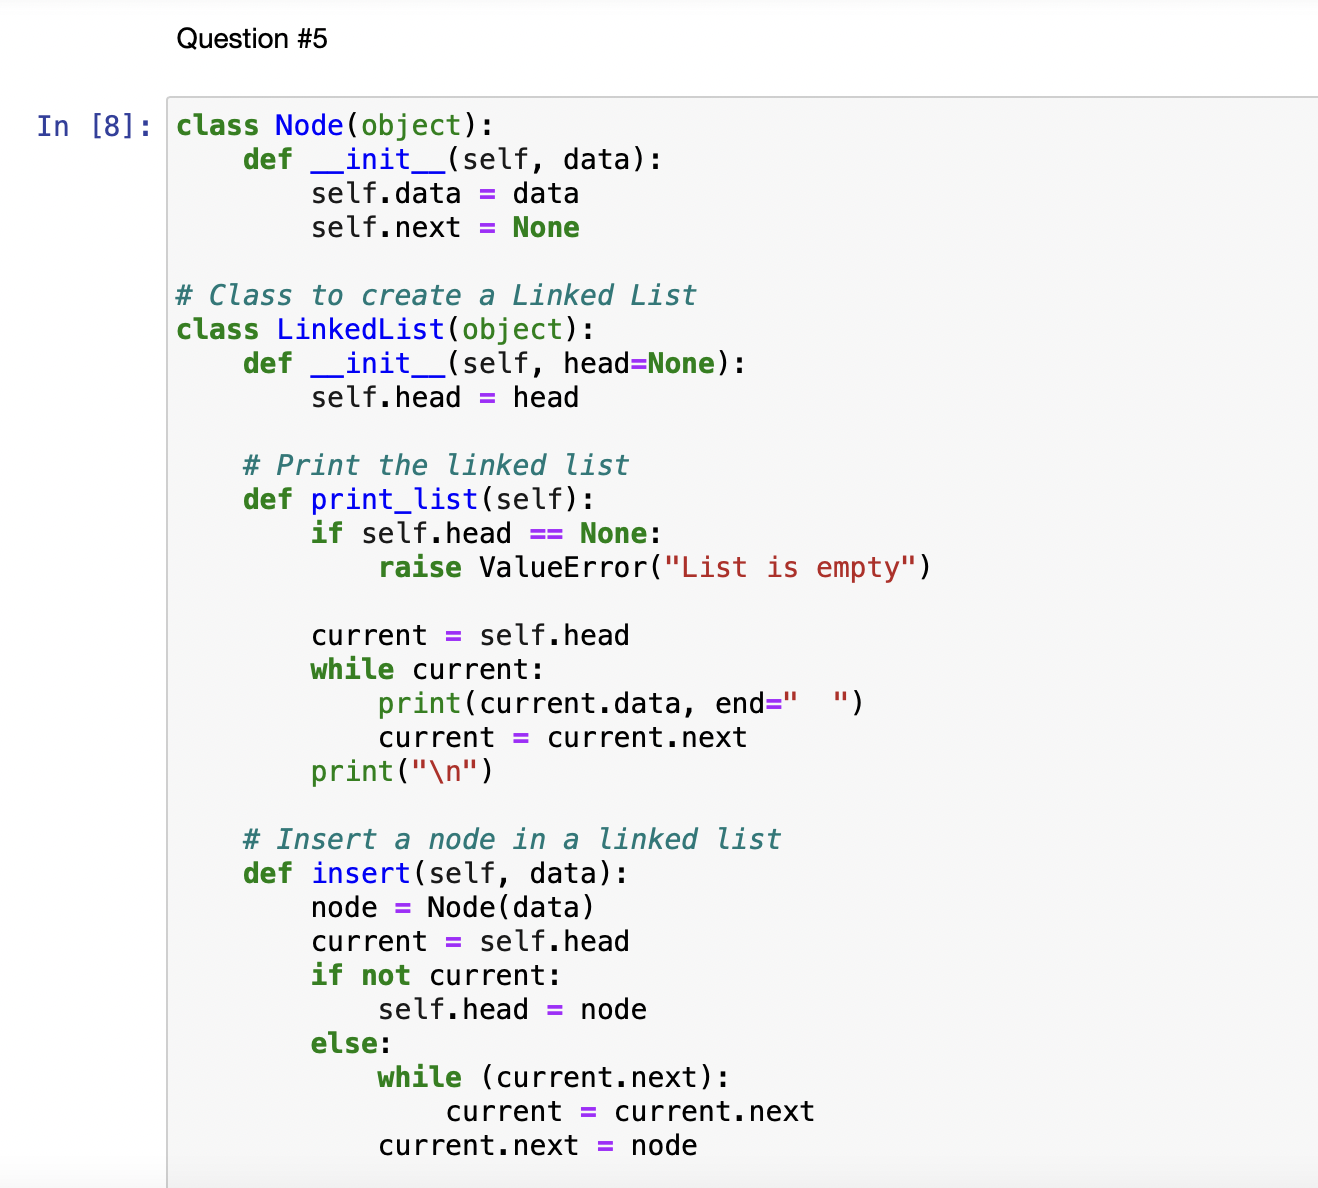 Question #5
In [8]:
class Node(object):
    def __init__(self, data):
        self.data = data
        self.next = None

# Class to create a Linked List
class LinkedList(object):
    def __init__(self, head=None):
        self.head = head

    # Print the linked list
    def print_list(self):
        if self.head == None:
            raise ValueError("List is empty")

        current = self.head
        while current:
            print(current.data, end="  ")
            current = current.next
        print("\n")

    # Insert a node in a linked list
    def insert(self, data):
        node = Node(data)
        current = self.head
        if not current:
            self.head = node
        else:
            while (current.next):
                current = current.next
            current.next = node